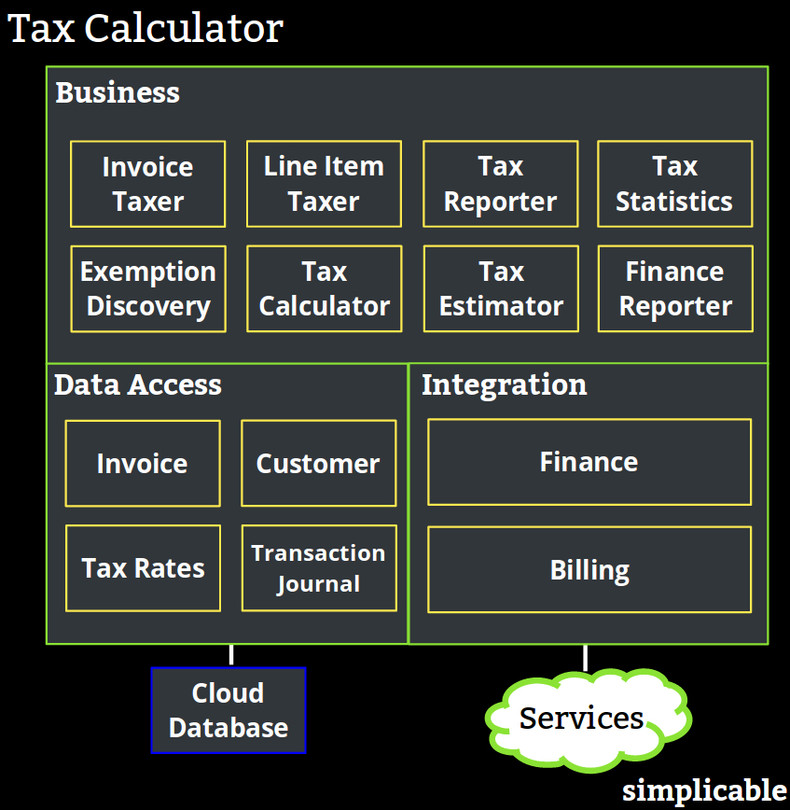 Tax Calculator
Business
Invoice
Taxer
Line Item
Taxer
Tax
Reporter
Tax
Statistics
Exemption
Discovery
Tax
Calculator
Tax
Estimator
Finance
Reporter
Data Access
Invoice
Customer
Tax Rates
Transaction
Journal
Integration
Finance
Billing
Cloud
Database
Services
simplicable